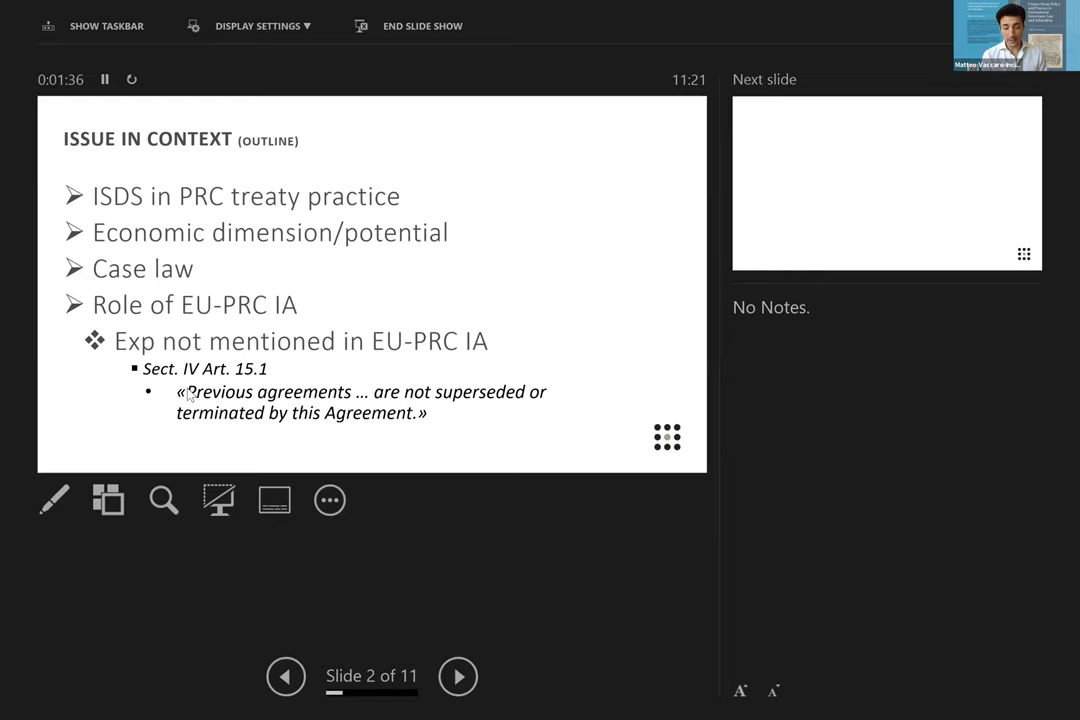 SHOW TASKBAR
DISPLAY SETTINGS ▼
END SLIDE SHOW
Matteo Vaccaro-Inci...
0:01:36
11:21
Next slide
ISSUE IN CONTEXT (OUTLINE)
➢ ISDS in PRC treaty practice
➢ Economic dimension/potential
➢ Case law
➢ Role of EU-PRC IA
❖ Exp not mentioned in EU-PRC IA
▪ Sect. IV Art. 15.1
• «Previous agreements ... are not superseded or
terminated by this Agreement.»
No Notes.
Slide 2 of 11
A A